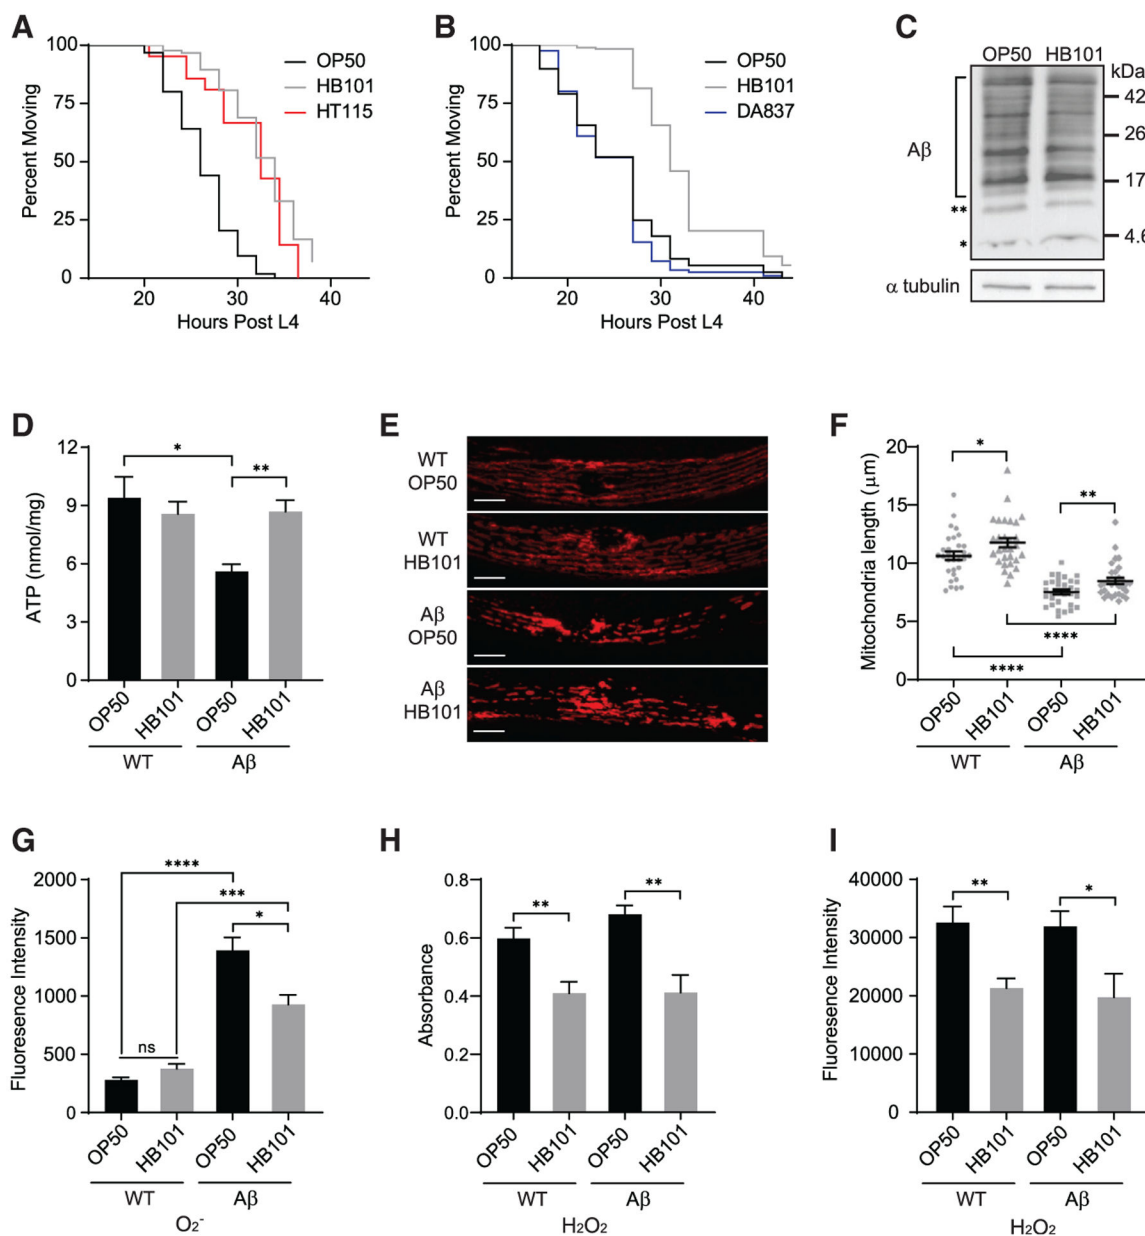 A
100
75
50
25
0
Percent Moving
OP50
HB101
HT115
20
30
40
Hours Post L4
B
100
75
50
25
0
Percent Moving
OP50
HB101
DA837
20
30
40
Hours Post L4
C
OP50 HB101
kDa
42
26
17
12
4.6
Aβ
**
*
α tubulin
D
12
9
6
3
0
ATP (nmol/mg)
*
**
OP50
HB101
OP50
HB101
WT
Aβ
E
WT
OP50
WT
HB101
Aβ
OP50
Aβ
HB101
F
20
15
10
5
0
Mitochondria length (μm)
*
**
****
****
OP50
HB101
OP50
HB101
WT
Aβ
G
2000
1500
1000
500
0
Fluoresence Intensity
****
***
*
ns
OP50
HB101
OP50
HB101
WT
Aβ
O₂⁻
H
0.8
0.6
0.4
0.2
0.0
Absorbance
**
**
OP50
HB101
OP50
HB101
WT
Aβ
H₂O₂
I
40000
30000
20000
10000
0
Fluoresence Intensity
**
*
OP50
HB101
OP50
HB101
WT
Aβ
H₂O₂